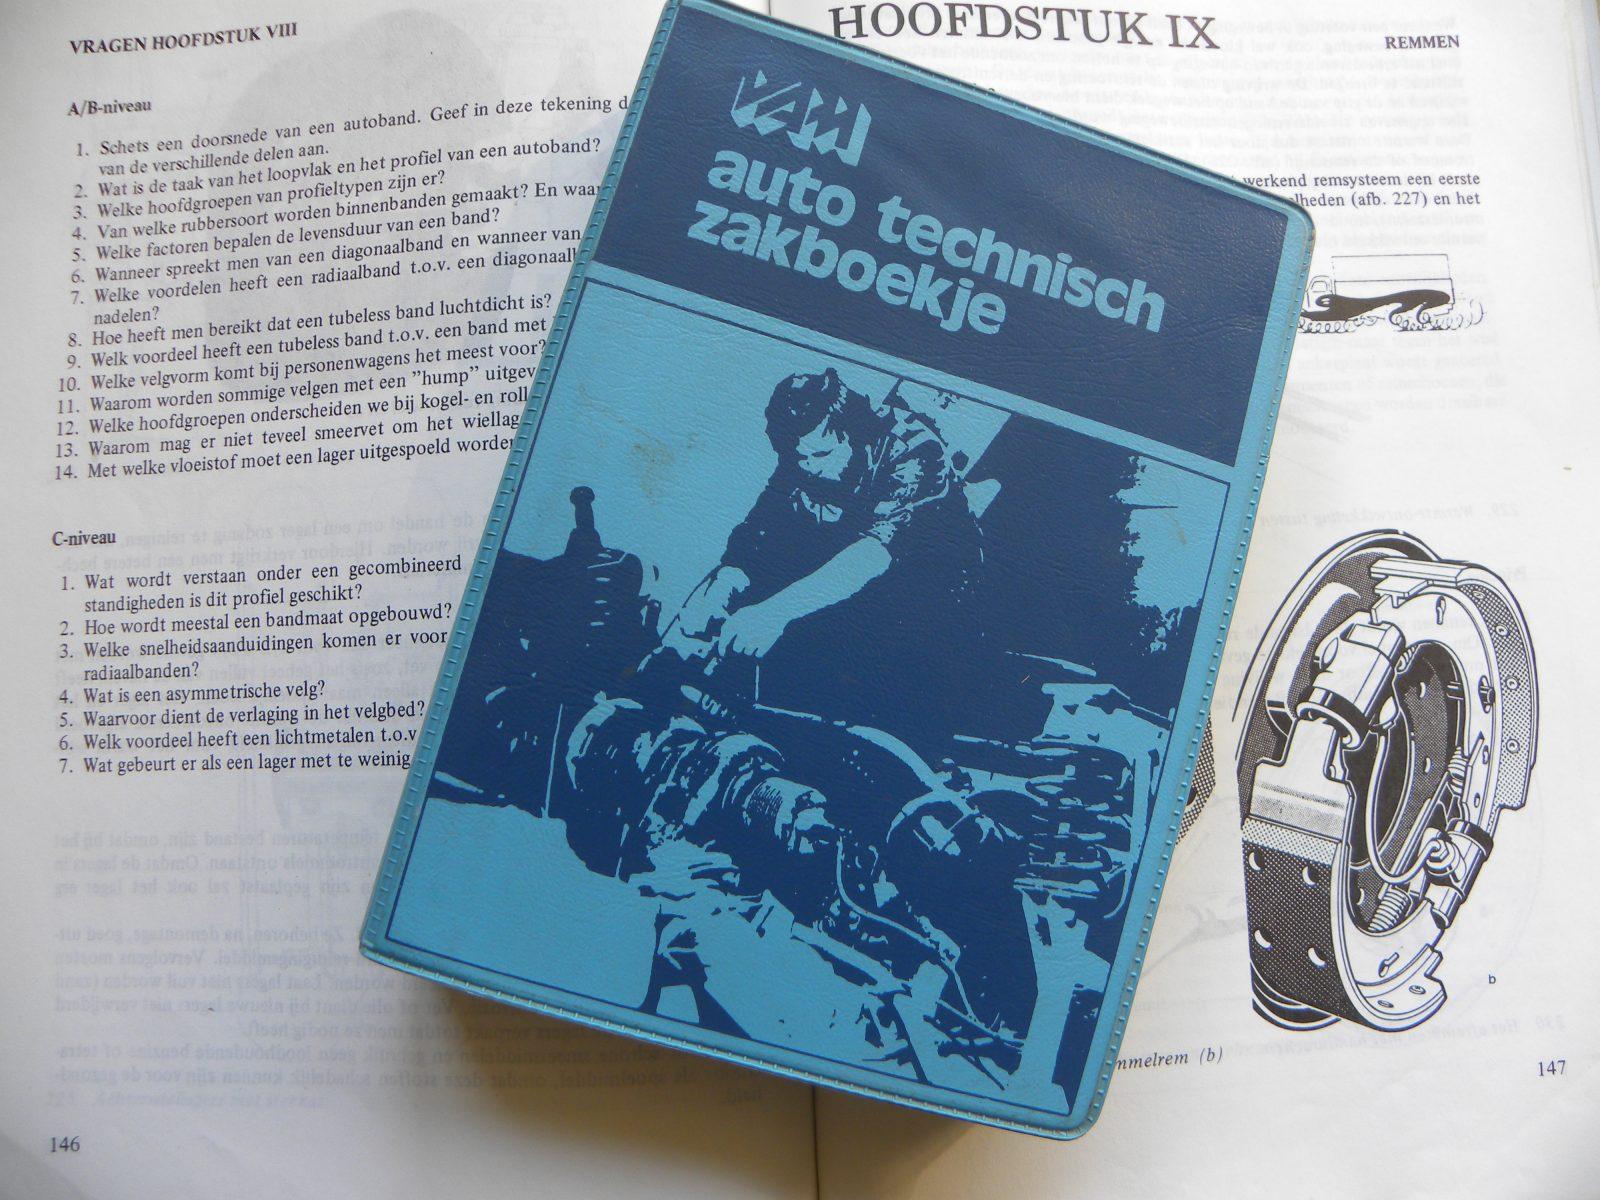 VRAGEN HOOFDSTUK VIII
A/B-niveau
1. Schets een doorsnede van een autoband. Geef in deze tekening d
van de verschillende delen aan.
2. Wat is de taak van het loopvlak en het profiel van een autoband?
3. Welke hoofdgroepen van profieltypen zijn er?
4. Van welke rubbersoort worden binnenbanden gemaakt? En waar
5. Welke factoren bepalen de levensduur van een band?
6. Wanneer spreekt men van een diagonaalband en wanneer van
7. Welke voordelen heeft een radiaalband t.o.v. een diagonaal
nadelen?
8. Hoe heeft men bereikt dat een tubeless band luchtdicht is?
9. Welk voordeel heeft een tubeless band t.o.v. een band met
10. Welke velgvorm komt bij personenwagens het meest voor?
11. Waarom worden sommige velgen met een ”hump” uitgev
12. Welke hoofdgroepen onderscheiden we bij kogel- en roll
13. Waarom mag er niet teveel smeervet om het wiellag
14. Met welke vloeistof moet een lager uitgespoeld worden
C-niveau
1. Wat wordt verstaan onder een gecombineerd
standigheden is dit profiel geschikt?
2. Hoe wordt meestal een bandmaat opgebouwd?
3. Welke snelheidsaanduidingen komen er voor
radiaalbanden?
4. Wat is een asymmetrische velg?
5. Waarvoor dient de verlaging in het velgbed?
6. Welk voordeel heeft een lichtmetalen t.o.v
7. Wat gebeurt er als een lager met te weinig
146
VAM
auto technisch
zakboekje
HOOFDSTUK IX
REMMEN
werkend remsysteem een eerste
lheden (afb. 227) en het
b
mmelrem (b)
147